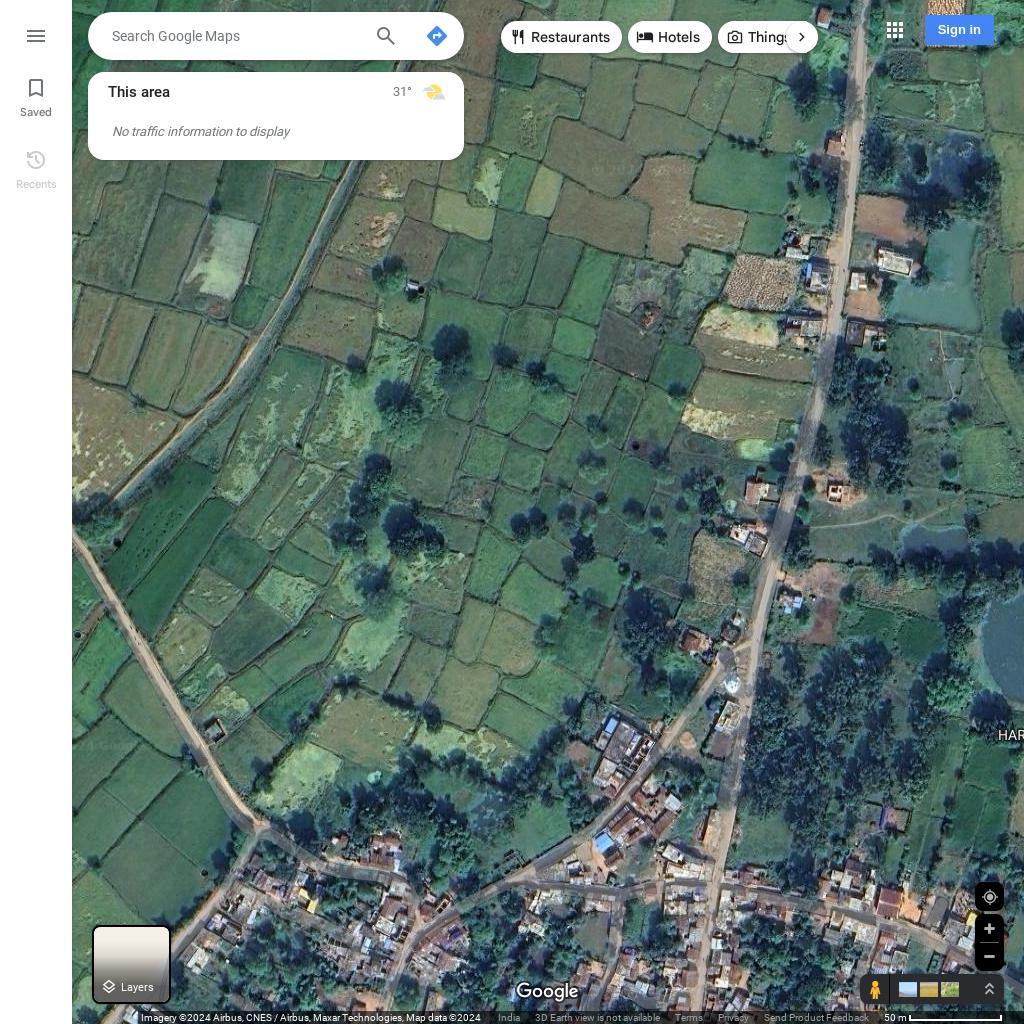 Search Google Maps
Restaurants
Hotels
Things
Sign in
Saved
Recents
This area
31°
No traffic information to display
HAR
Layers
Google
Imagery ©2024 Airbus, CNES / Airbus, Maxar Technologies, Map data ©2024 India 3D Earth view is not available Terms Privacy Send Product Feedback 50 m